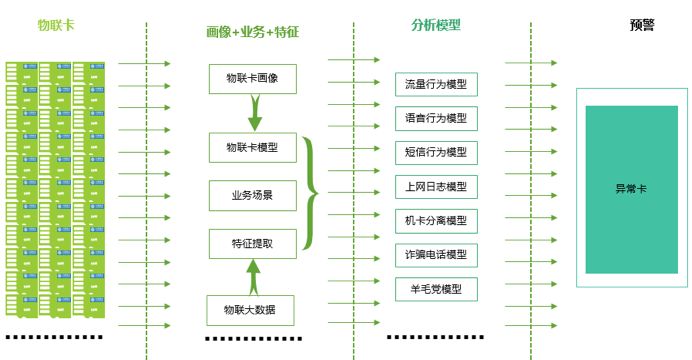 物联卡
画像+业务+特征
分析模型
预警
物联卡画像
物联卡模型
业务场景
特征提取
物联大数据
流量行为模型
语音行为模型
短信行为模型
上网日志模型
机卡分离模型
诈骗电话模型
羊毛党模型
异常卡